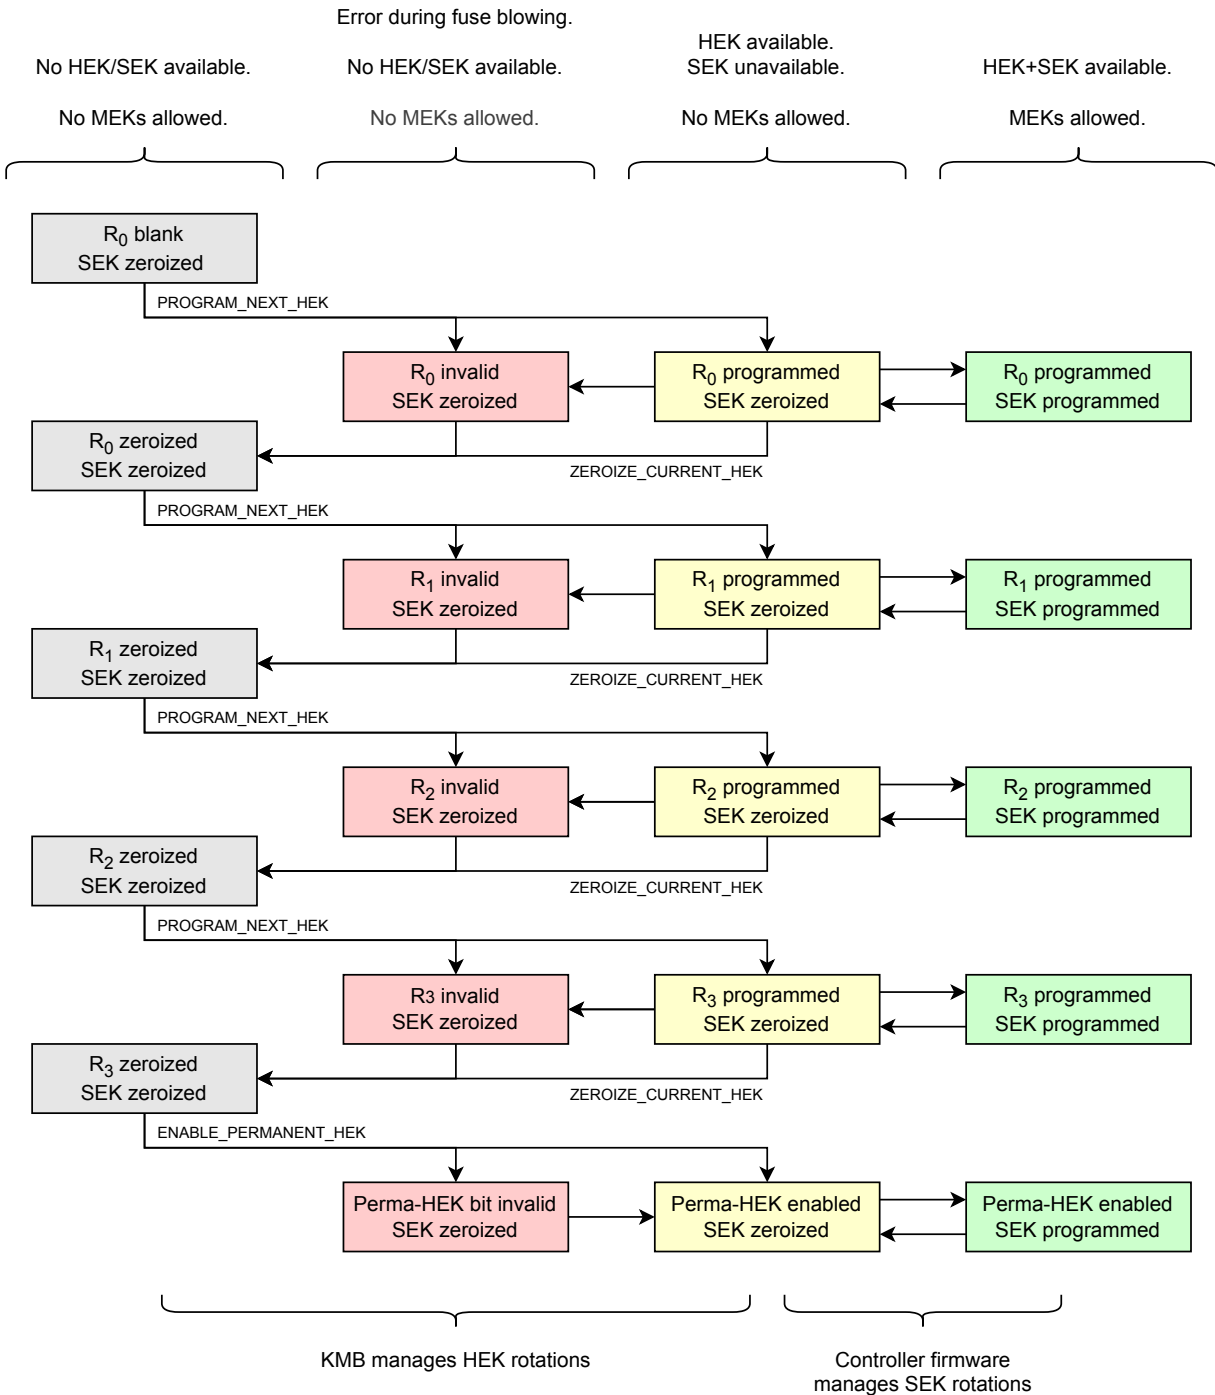 Error during fuse blowing.
No HEK/SEK available.
No HEK/SEK available.
HEK available.
SEK unavailable.
HEK+SEK available.
No MEKs allowed.
No MEKs allowed.
No MEKs allowed.
MEKs allowed.
R0 blank
SEK zeroized
PROGRAM_NEXT_HEK
R0 invalid
SEK zeroized
R0 programmed
SEK zeroized
R0 programmed
SEK programmed
R0 zeroized
SEK zeroized
ZEROIZE_CURRENT_HEK
PROGRAM_NEXT_HEK
R1 invalid
SEK zeroized
R1 programmed
SEK zeroized
R1 programmed
SEK programmed
R1 zeroized
SEK zeroized
ZEROIZE_CURRENT_HEK
PROGRAM_NEXT_HEK
R2 invalid
SEK zeroized
R2 programmed
SEK zeroized
R2 programmed
SEK programmed
R2 zeroized
SEK zeroized
ZEROIZE_CURRENT_HEK
PROGRAM_NEXT_HEK
R3 invalid
SEK zeroized
R3 programmed
SEK zeroized
R3 programmed
SEK programmed
R3 zeroized
SEK zeroized
ZEROIZE_CURRENT_HEK
ENABLE_PERMANENT_HEK
Perma-HEK bit invalid
SEK zeroized
Perma-HEK enabled
SEK zeroized
Perma-HEK enabled
SEK programmed
KMB manages HEK rotations
Controller firmware
manages SEK rotations